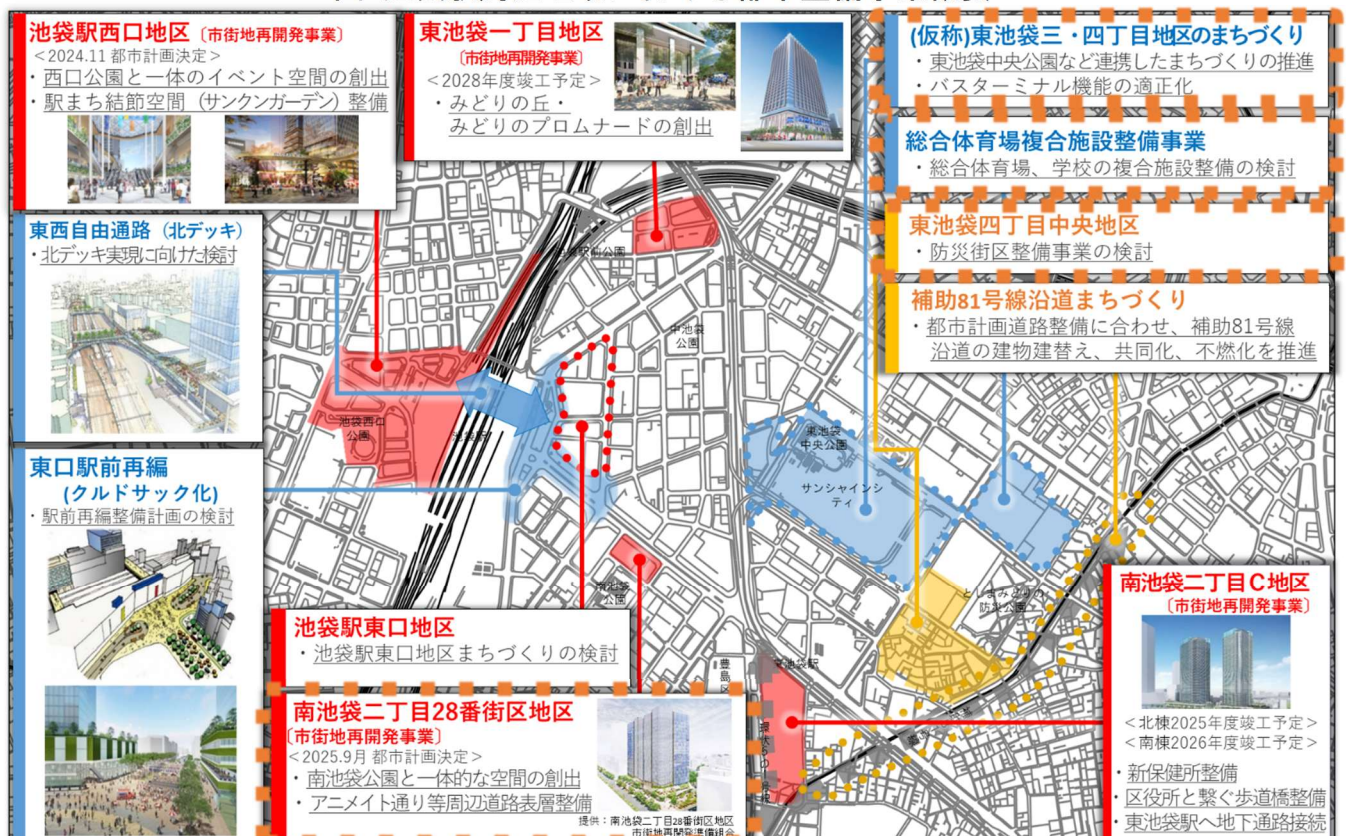 池袋駅西口地区〔市街地再開発事業〕
＜2024.11 都市計画決定＞
・西口公園と一体のイベント空間の創出
・駅まち結節空間（サンクンガーデン）整備
東池袋一丁目地区
〔市街地再開発事業〕
＜2028年度竣工予定＞
・みどりの丘・
みどりのプロムナードの創出
(仮称)東池袋三・四丁目地区のまちづくり
・東池袋中央公園など連携したまちづくりの推進
・バスターミナル機能の適正化
総合体育場複合施設整備事業
・総合体育場、学校の複合施設整備の検討
東池袋四丁目中央地区
・防災街区整備事業の検討
補助81号線沿道まちづくり
・都市計画道路整備に合わせ、補助81号線
沿道の建物建替え、共同化、不燃化を推進
東西自由通路（北デッキ）
・北デッキ実現に向けた検討
東口駅前再編
(クルドサック化)
・駅前再編整備計画の検討
池袋駅前公園
中池袋
公園
池袋西口
公園
池袋駅
東池袋
中央公園
サンシャインシ
ティ
南池袋
公園
としまみどりの
防災公園
東池袋駅
豊
島
区
池袋駅東口地区
・池袋駅東口地区まちづくりの検討
南池袋二丁目28番街区地区
〔市街地再開発事業〕
＜2025.9月 都市計画決定＞
・南池袋公園と一体的な空間の創出
・アニメイト通り等周辺道路表層整備
提供：南池袋二丁目28番街区地区
市街地再開発準備組合
南池袋二丁目C地区
〔市街地再開発事業〕
＜北棟2025年度竣工予定＞
＜南棟2026年度竣工予定＞
・新保健所整備
・区役所と繋ぐ歩道橋整備
・東池袋駅へ地下通路接続